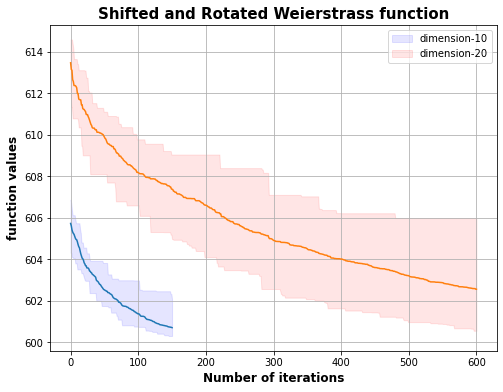 Shifted and Rotated Weierstrass function
dimension-10
dimension-20
614
612
610
608
606
604
602
600
function values
0 100 200 300 400 500 600
Number of iterations